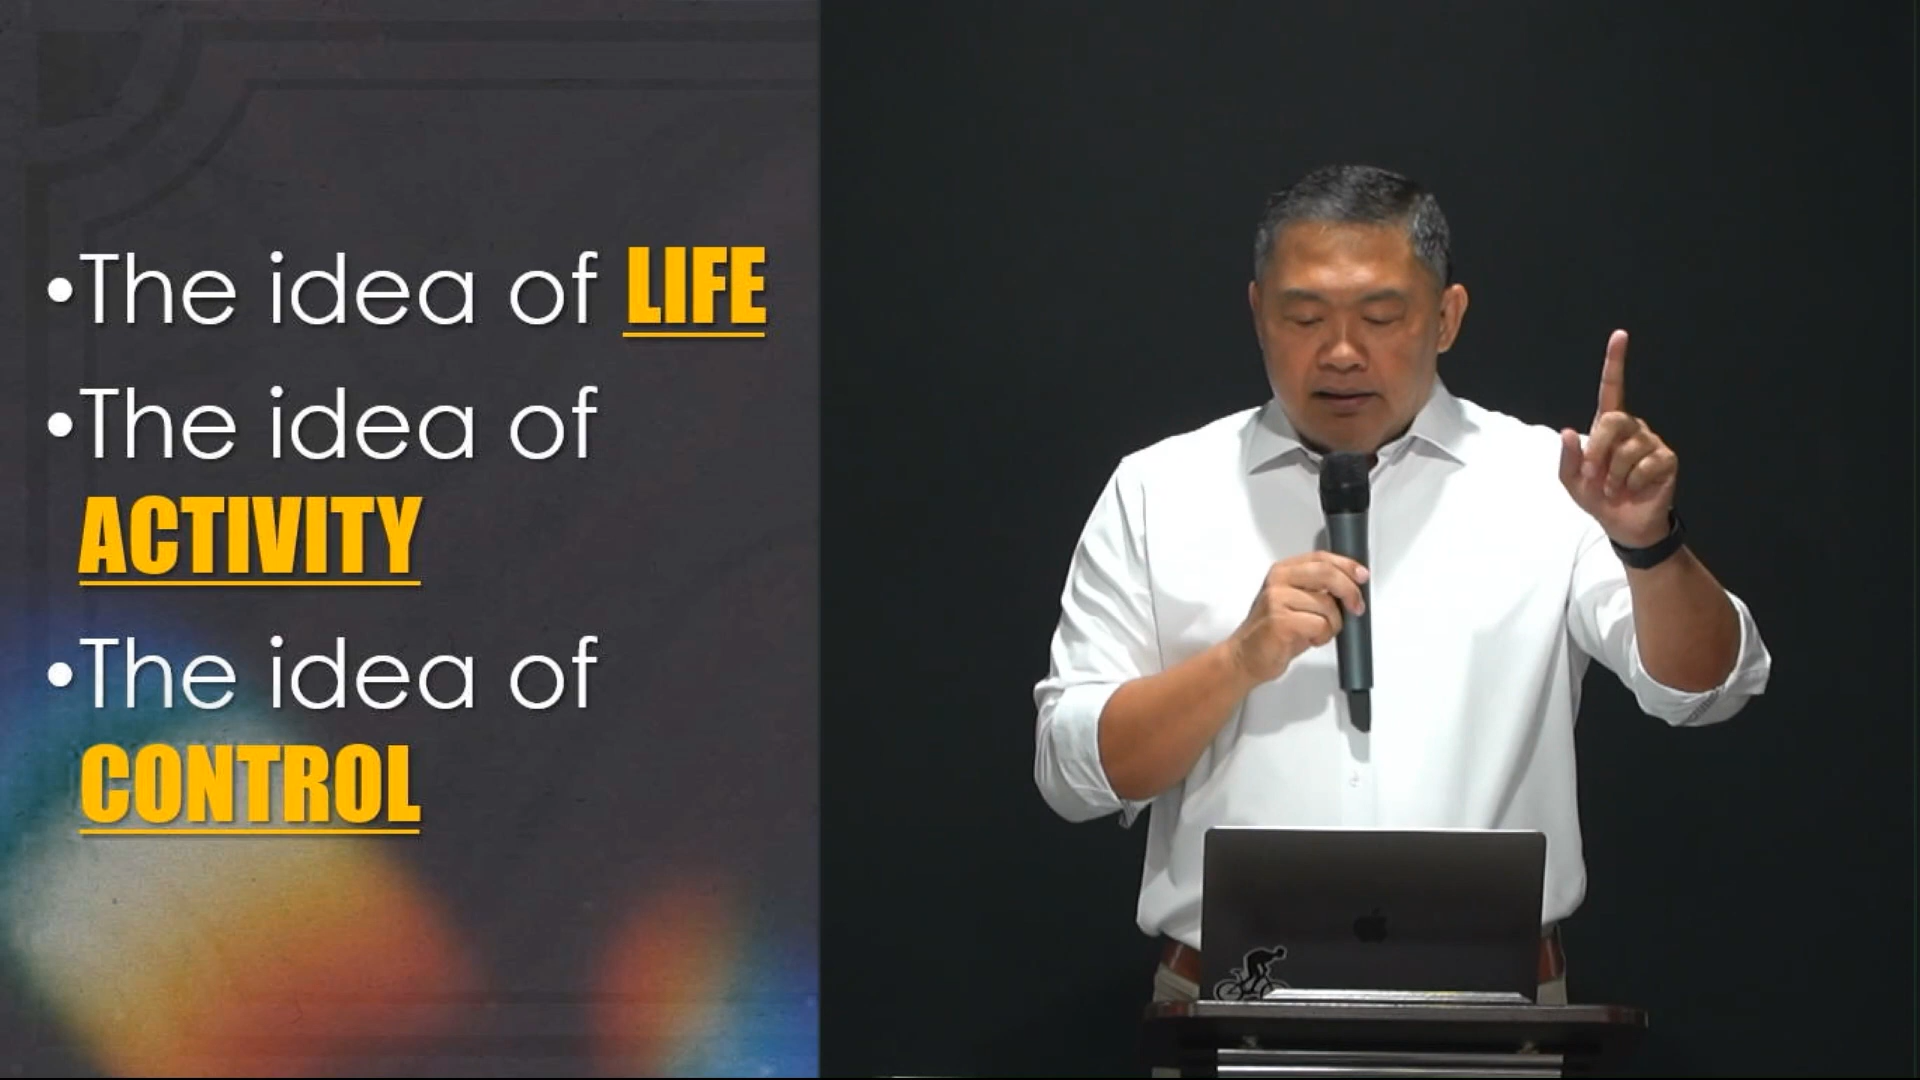 •The idea of LIFE
•The idea of
ACTIVITY
•The idea of
CONTROL